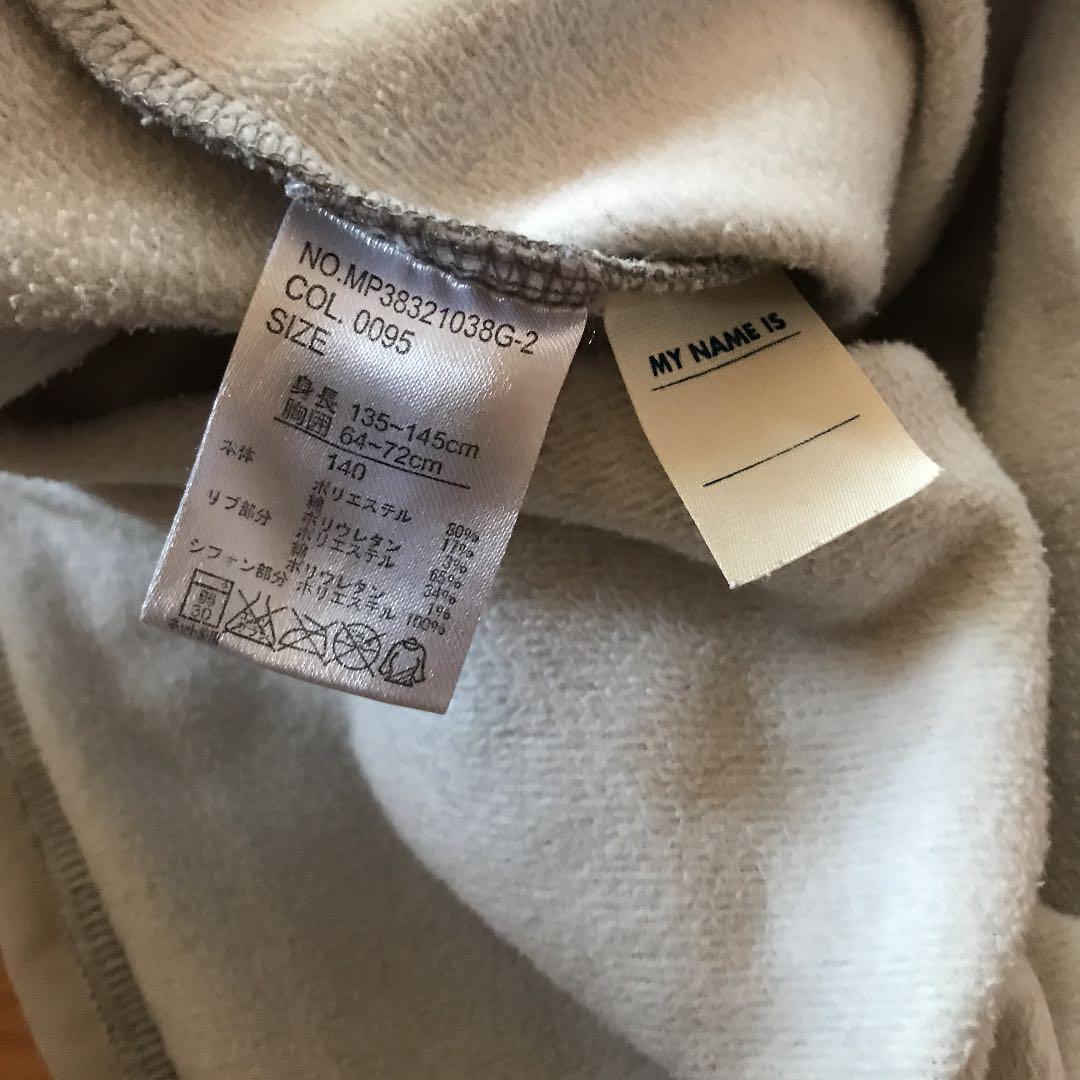 NO.MP38321038G-2
COL. 0095
SIZE
身長 135~145cm
胸囲 64~72cm
140
本体 ポリエステル 80%
綿 17%
ポリウレタン 3%
リブ部分 ポリエステル 65%
綿 34%
ポリウレタン 1%
シフォン部分 ポリエステル 100%
弱
30
MY NAME IS